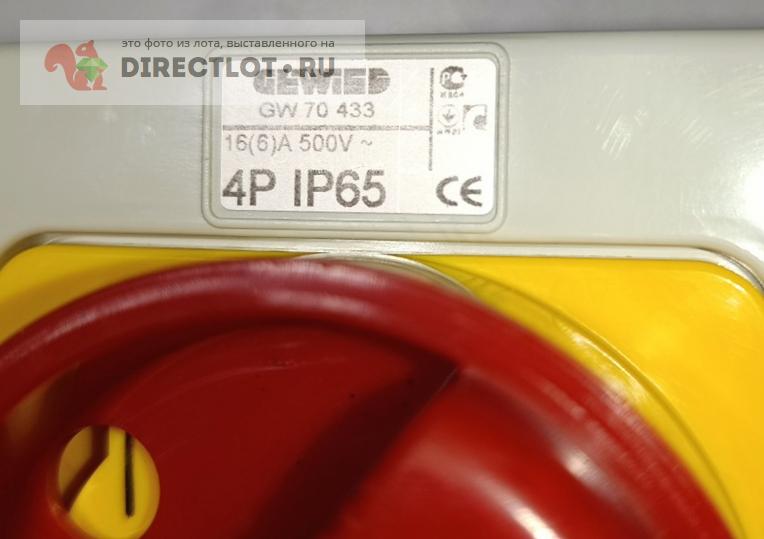 это фото из лота, выставленного на
DIRECTLOT.RU
GEWISS
GW 70 433
16(6)A 500V ~
4P IP65
CE